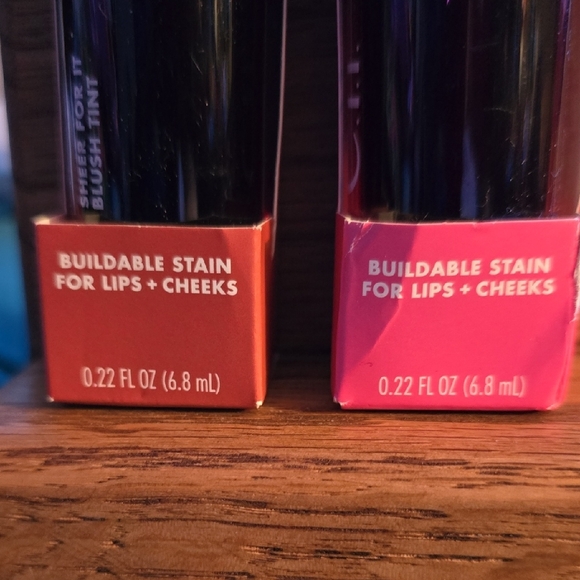 SHEER FOR IT
BLUSH TINT
BUILDABLE STAIN
FOR LIPS + CHEEKS
0.22 FL OZ (6.8 mL)
e.l.f.
BUILDABLE STAIN
FOR LIPS + CHEEKS
0.22 FL OZ (6.8 mL)